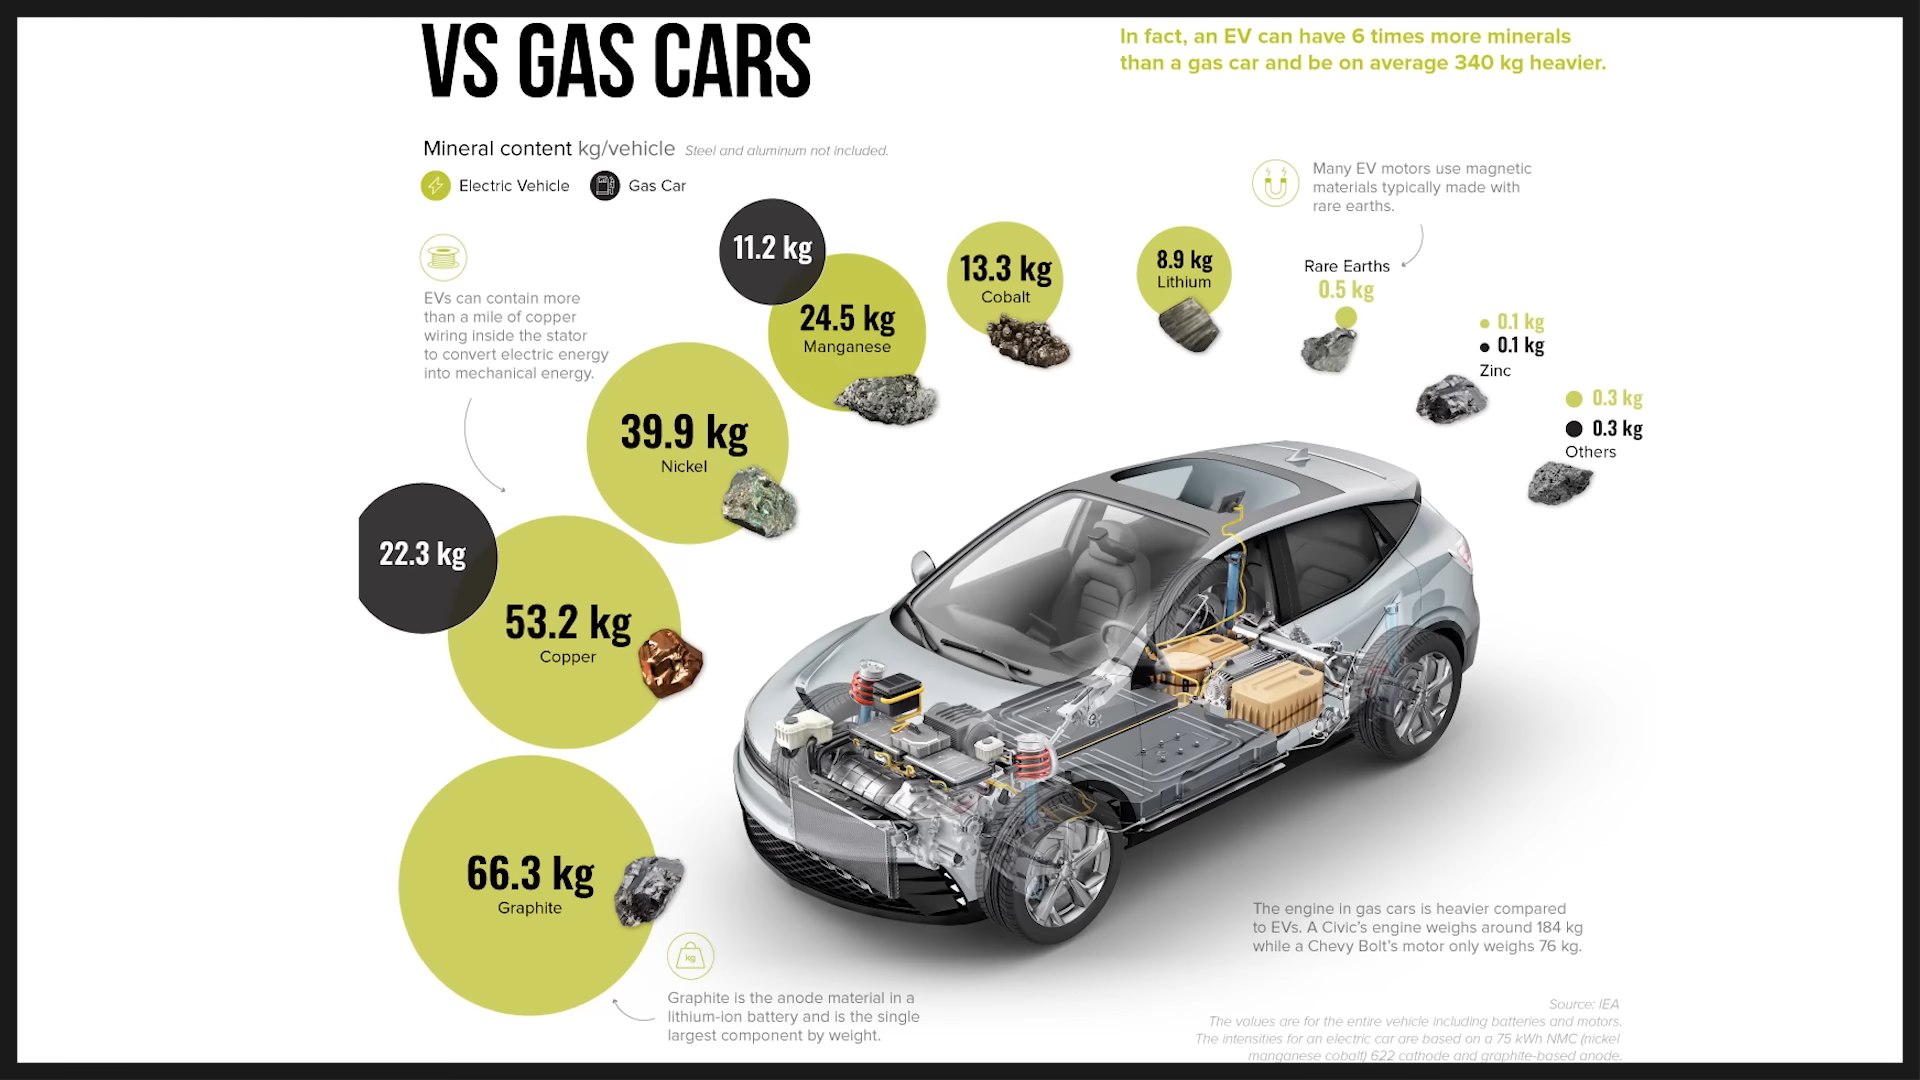 VS GAS CARS
In fact, an EV can have 6 times more minerals
than a gas car and be on average 340 kg heavier.
Mineral content kg/vehicle Steel and aluminum not included.
Electric Vehicle
Gas Car
Many EV motors use magnetic
materials typically made with
rare earths.
EVs can contain more
than a mile of copper
wiring inside the stator
to convert electric energy
into mechanical energy.
11.2 kg
24.5 kg
Manganese
13.3 kg
Cobalt
8.9 kg
Lithium
Rare Earths
0.5 kg
0.1 kg
0.1 kg
Zinc
0.3 kg
0.3 kg
Others
39.9 kg
Nickel
22.3 kg
53.2 kg
Copper
66.3 kg
Graphite
kg
Graphite is the anode material in a
lithium-ion battery and is the single
largest component by weight.
The engine in gas cars is heavier compared
to EVs. A Civic's engine weighs around 184 kg
while a Chevy Bolt's motor only weighs 76 kg.
Source: IEA
The values are for the entire vehicle including batteries and motors.
The intensities for an electric car are based on a 75 kWh NMC (nickel
manganese cobalt) 622 cathode and graphite-based anode.